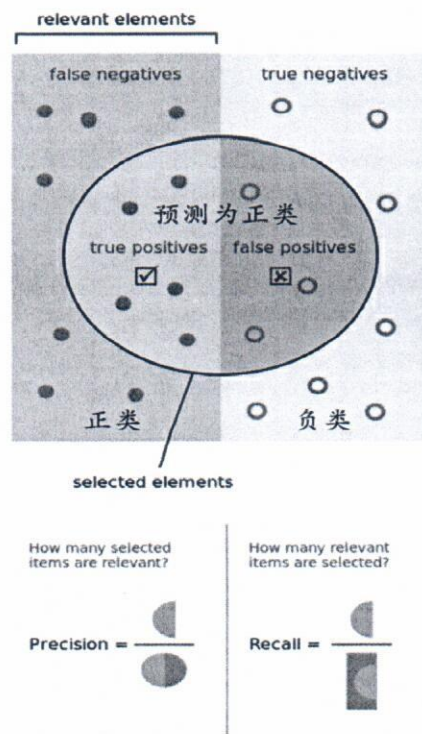 relevant elements
false negatives
true negatives
预测为正类
true positives
false positives
正类
负类
selected elements
How many selected
items are relevant?
Precision =
How many relevant
items are selected?
Recall =